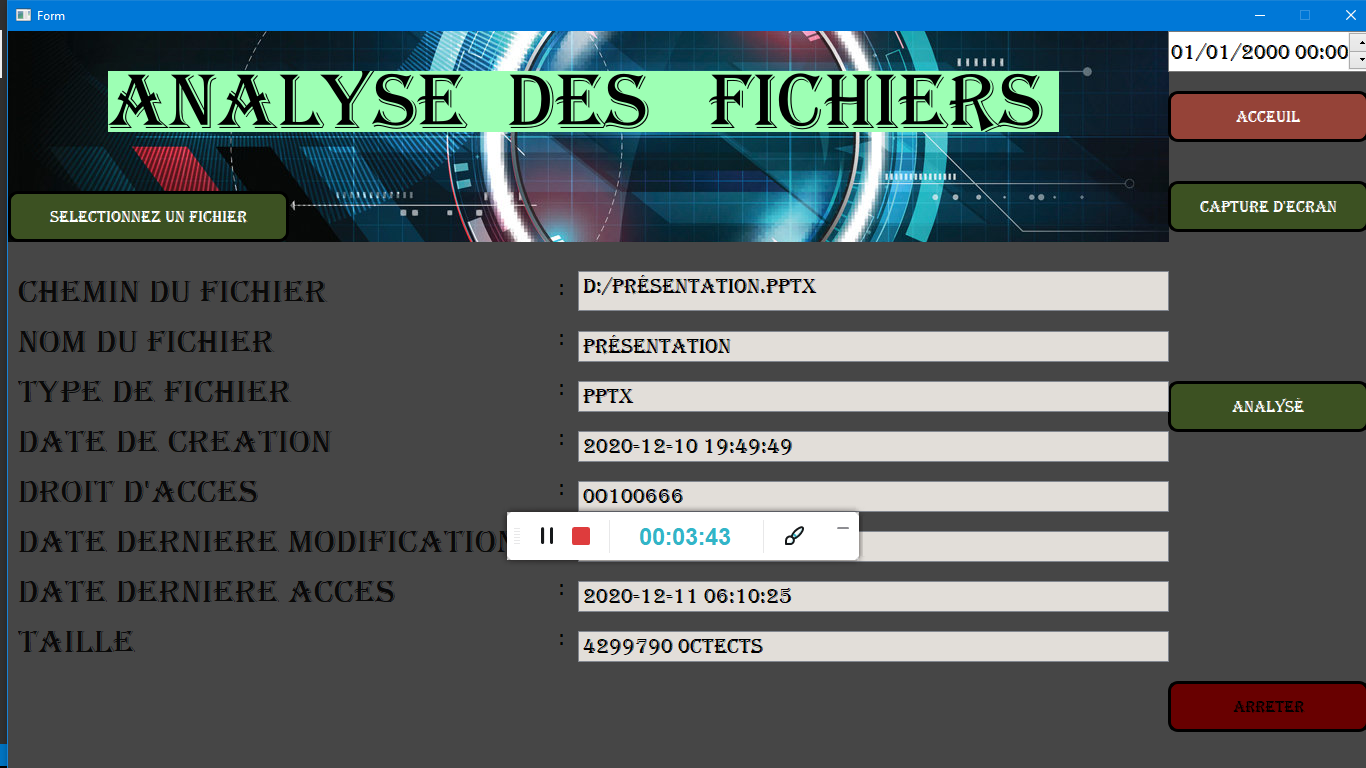 Form
ANALYSE DES FICHIERS
01/01/2000 00:00
ACCEUIL
SELECTIONNEZ UN FICHIER
CAPTURE D'ECRAN
CHEMIN DU FICHIER : D:/PRÉSENTATION.PPTX
NOM DU FICHIER : PRÉSENTATION
TYPE DE FICHIER : PPTX
ANALYSÉ
DATE DE CREATION : 2020-12-10 19:49:49
DROIT D'ACCES : 00100666
DATE DERNIERE MODIFICATION
00:03:43
DATE DERNIERE ACCES : 2020-12-11 06:10:25
TAILLE : 4299790 OCTECTS
ARRETER